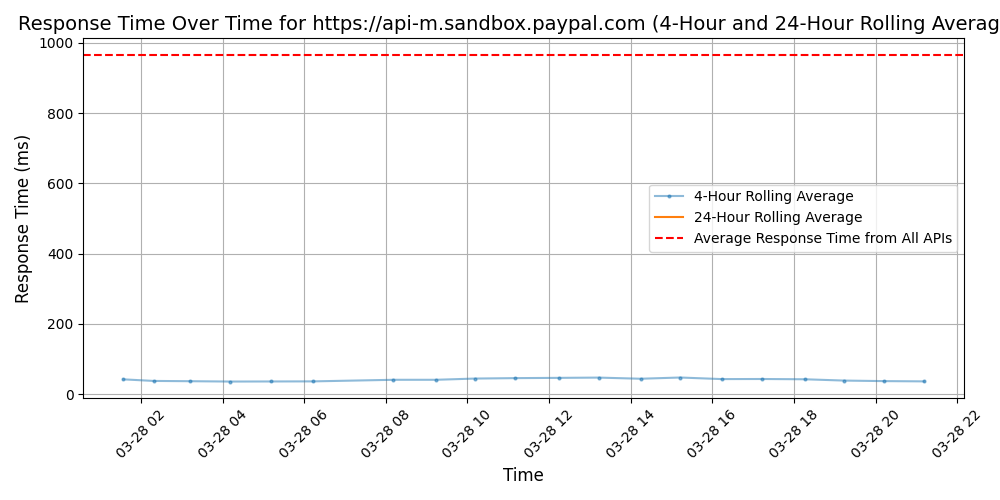 Response Time Over Time for https://api-m.sandbox.paypal.com (4-Hour and 24-Hour Rolling Averag
1000
800
600
400
200
0
Response Time (ms)
4-Hour Rolling Average
24-Hour Rolling Average
Average Response Time from All APIs
03-28 02
03-28 04
03-28 06
03-28 08
03-28 10
03-28 12
03-28 14
03-28 16
03-28 18
03-28 20
03-28 22
Time